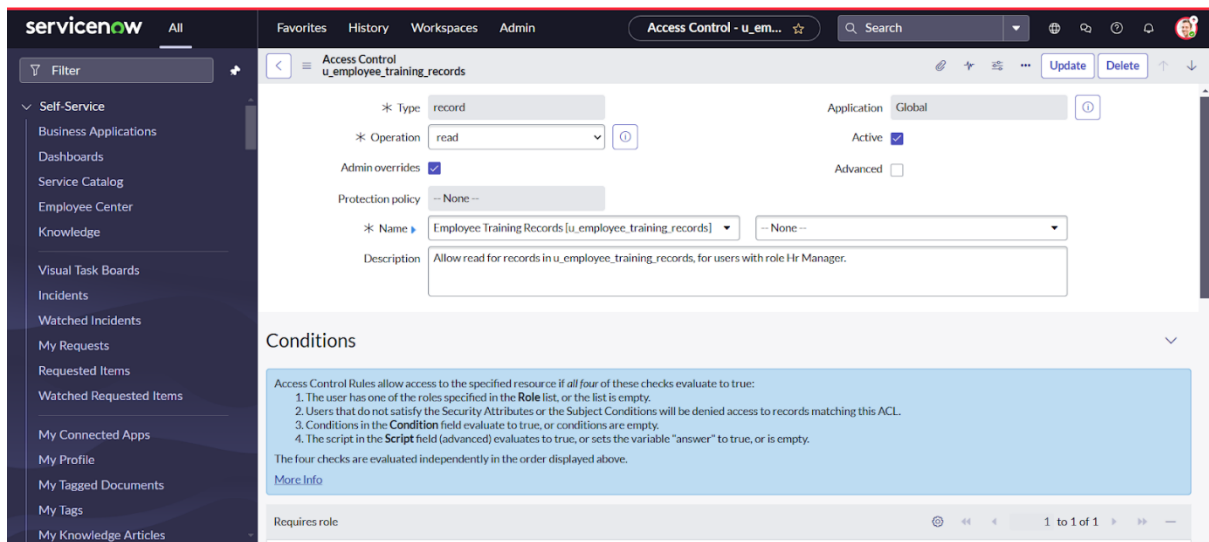 servicenow All Favorites History Workspaces Admin Access Control - u_em... Search
Filter
Access Control
u_employee_training_records
Update Delete
Self-Service
Business Applications
Dashboards
Service Catalog
Employee Center
Knowledge
Visual Task Boards
Incidents
Watched Incidents
My Requests
Requested Items
Watched Requested Items
My Connected Apps
My Profile
My Tagged Documents
My Tags
My Knowledge Articles
Type record
Application Global
Operation read
Active
Admin overrides
Advanced
Protection policy -- None --
Name Employee Training Records [u_employee_training_records] -- None --
Description Allow read for records in u_employee_training_records, for users with role Hr Manager.
Conditions
Access Control Rules allow access to the specified resource if all four of these checks evaluate to true:
1. The user has one of the roles specified in the Role list, or the list is empty.
2. Users that do not satisfy the Security Attributes or the Subject Conditions will be denied access to records matching this ACL.
3. Conditions in the Condition field evaluate to true, or conditions are empty.
4. The script in the Script field (advanced) evaluates to true, or sets the variable "answer" to true, or is empty.
The four checks are evaluated independently in the order displayed above.
More Info
Requires role 1 to 1 of 1